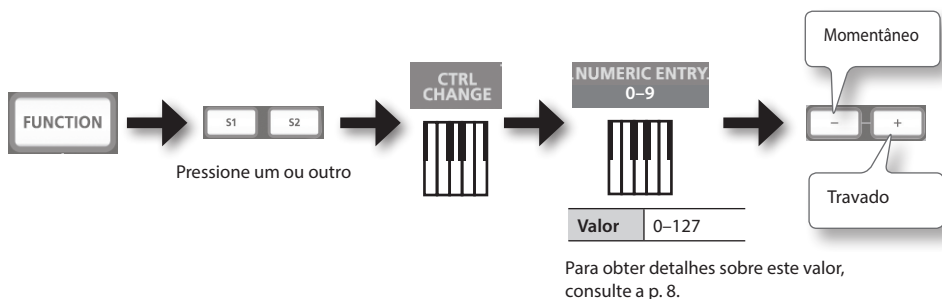 FUNCTION
S1 S2
Pressione um ou outro
CTRL
CHANGE
NUMERIC ENTRY
0–9
Valor 0–127
Para obter detalhes sobre este valor,
consulte a p. 8.
Momentâneo
– +
Travado